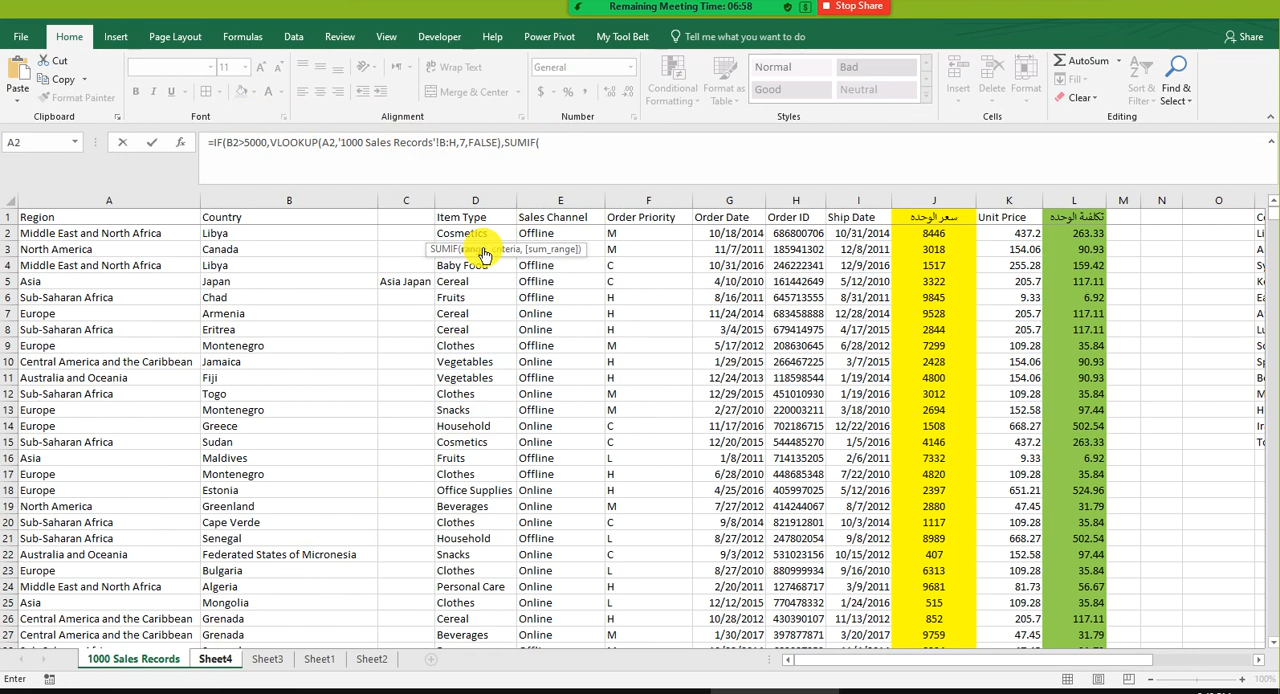 Remaining Meeting Time: 06:58 $ Stop Share
File Home Insert Page Layout Formulas Data Review View Developer Help Power Pivot My Tool Belt Tell me what you want to do Share
Paste Cut Copy Format Painter 11 Wrap Text Merge & Center General Conditional Formatting Format as Table Normal Bad Good Neutral Insert Delete Format AutoSum Fill Clear Sort & Filter Find & Select
Clipboard Font Alignment Number Styles Cells Editing
A2 fx =IF(B2>5000,VLOOKUP(A2,'1000 Sales Records'!B:H,7,FALSE),SUMIF(
A B C D E F G H I J K L M N O
1 Region Country Item Type Sales Channel Order Priority Order Date Order ID Ship Date سعر الوحده Unit Price تكلفة الوحده
2 Middle East and North Africa Libya Cosmetics Offline M 10/18/2014 686800706 10/31/2014 8446 437.2 263.33
3 North America Canada M 11/7/2011 185941302 12/8/2011 3018 154.06 90.93
SUMIF(range, criteria, [sum_range])
4 Middle East and North Africa Libya Baby Food Offline C 10/31/2016 246222341 12/9/2016 1517 255.28 159.42
5 Asia Japan Asia Japan Cereal Offline C 4/10/2010 161442649 5/12/2010 3322 205.7 117.11
6 Sub-Saharan Africa Chad Fruits Offline H 8/16/2011 645713555 8/31/2011 9845 9.33 6.92
7 Europe Armenia Cereal Online H 11/24/2014 683458888 12/28/2014 9528 205.7 117.11
8 Sub-Saharan Africa Eritrea Cereal Online H 3/4/2015 679414975 4/17/2015 2844 205.7 117.11
9 Europe Montenegro Clothes Offline M 5/17/2012 208630645 6/28/2012 7299 109.28 35.84
10 Central America and the Caribbean Jamaica Vegetables Online H 1/29/2015 266467225 3/7/2015 2428 154.06 90.93
11 Australia and Oceania Fiji Vegetables Offline H 12/24/2013 118598544 1/19/2014 4800 154.06 90.93
12 Sub-Saharan Africa Togo Clothes Online M 12/29/2015 451010930 1/16/2016 3012 109.28 35.84
13 Europe Montenegro Snacks Offline M 2/27/2010 220003211 3/18/2010 2694 152.58 97.44
14 Europe Greece Household Online C 11/17/2016 702186715 12/22/2016 1508 668.27 502.54
15 Sub-Saharan Africa Sudan Cosmetics Online C 12/20/2015 544485270 1/5/2016 4146 437.2 263.33
16 Asia Maldives Fruits Offline L 1/8/2011 714135205 2/6/2011 7332 9.33 6.92
17 Europe Montenegro Clothes Offline H 6/28/2010 448685348 7/22/2010 4820 109.28 35.84
18 Europe Estonia Office Supplies Online H 4/25/2016 405997025 5/12/2016 2397 651.21 524.96
19 North America Greenland Beverages Online M 7/27/2012 414244067 8/7/2012 2880 47.45 31.79
20 Sub-Saharan Africa Cape Verde Clothes Online C 9/8/2014 821912801 10/3/2014 1117 109.28 35.84
21 Sub-Saharan Africa Senegal Household Offline L 8/27/2012 247802054 9/8/2012 8989 668.27 502.54
22 Australia and Oceania Federated States of Micronesia Snacks Online C 9/3/2012 531023156 10/15/2012 407 152.58 97.44
23 Europe Bulgaria Clothes Online L 8/27/2010 880999934 9/16/2010 6313 109.28 35.84
24 Middle East and North Africa Algeria Personal Care Online H 2/20/2011 127468717 3/9/2011 9681 81.73 56.67
25 Asia Mongolia Clothes Online L 12/12/2015 770478332 1/24/2016 515 109.28 35.84
26 Central America and the Caribbean Grenada Cereal Online H 10/28/2012 430390107 11/13/2012 852 205.7 117.11
27 Central America and the Caribbean Grenada Beverages Online M 1/30/2017 397877871 3/20/2017 9759 47.45 31.79
1000 Sales Records Sheet4 Sheet3 Sheet1 Sheet2
Enter 100%